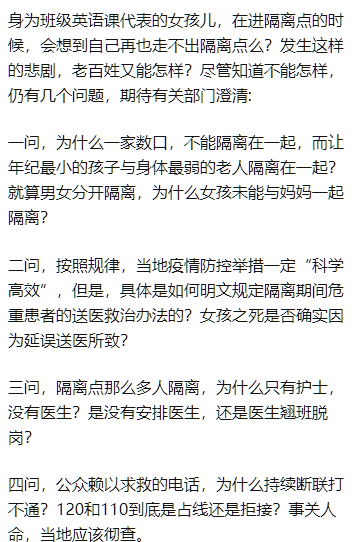 身为班级英语课代表的女孩儿，在进隔离点的时
候，会想到自己再也走不出隔离点么？发生这样
的悲剧，老百姓又能怎样？尽管知道不能怎样，
仍有几个问题，期待有关部门澄清:
一问，为什么一家数口，不能隔离在一起，而让
年纪最小的孩子与身体最弱的老人隔离在一起？
就算男女分开隔离，为什么女孩未能与妈妈一起
隔离？
二问，按照规律，当地疫情防控举措一定“科学
高效”，但是，具体是如何明文规定隔离期间危
重患者的送医救治办法的？女孩之死是否确实因
为延误送医所致？
三问，隔离点那么多人隔离，为什么只有护士，
没有医生？是没有安排医生，还是医生翘班脱
岗？
四问，公众赖以求救的电话，为什么持续断联打
不通？120和110到底是占线还是拒接？事关人
命，当地应该彻查。